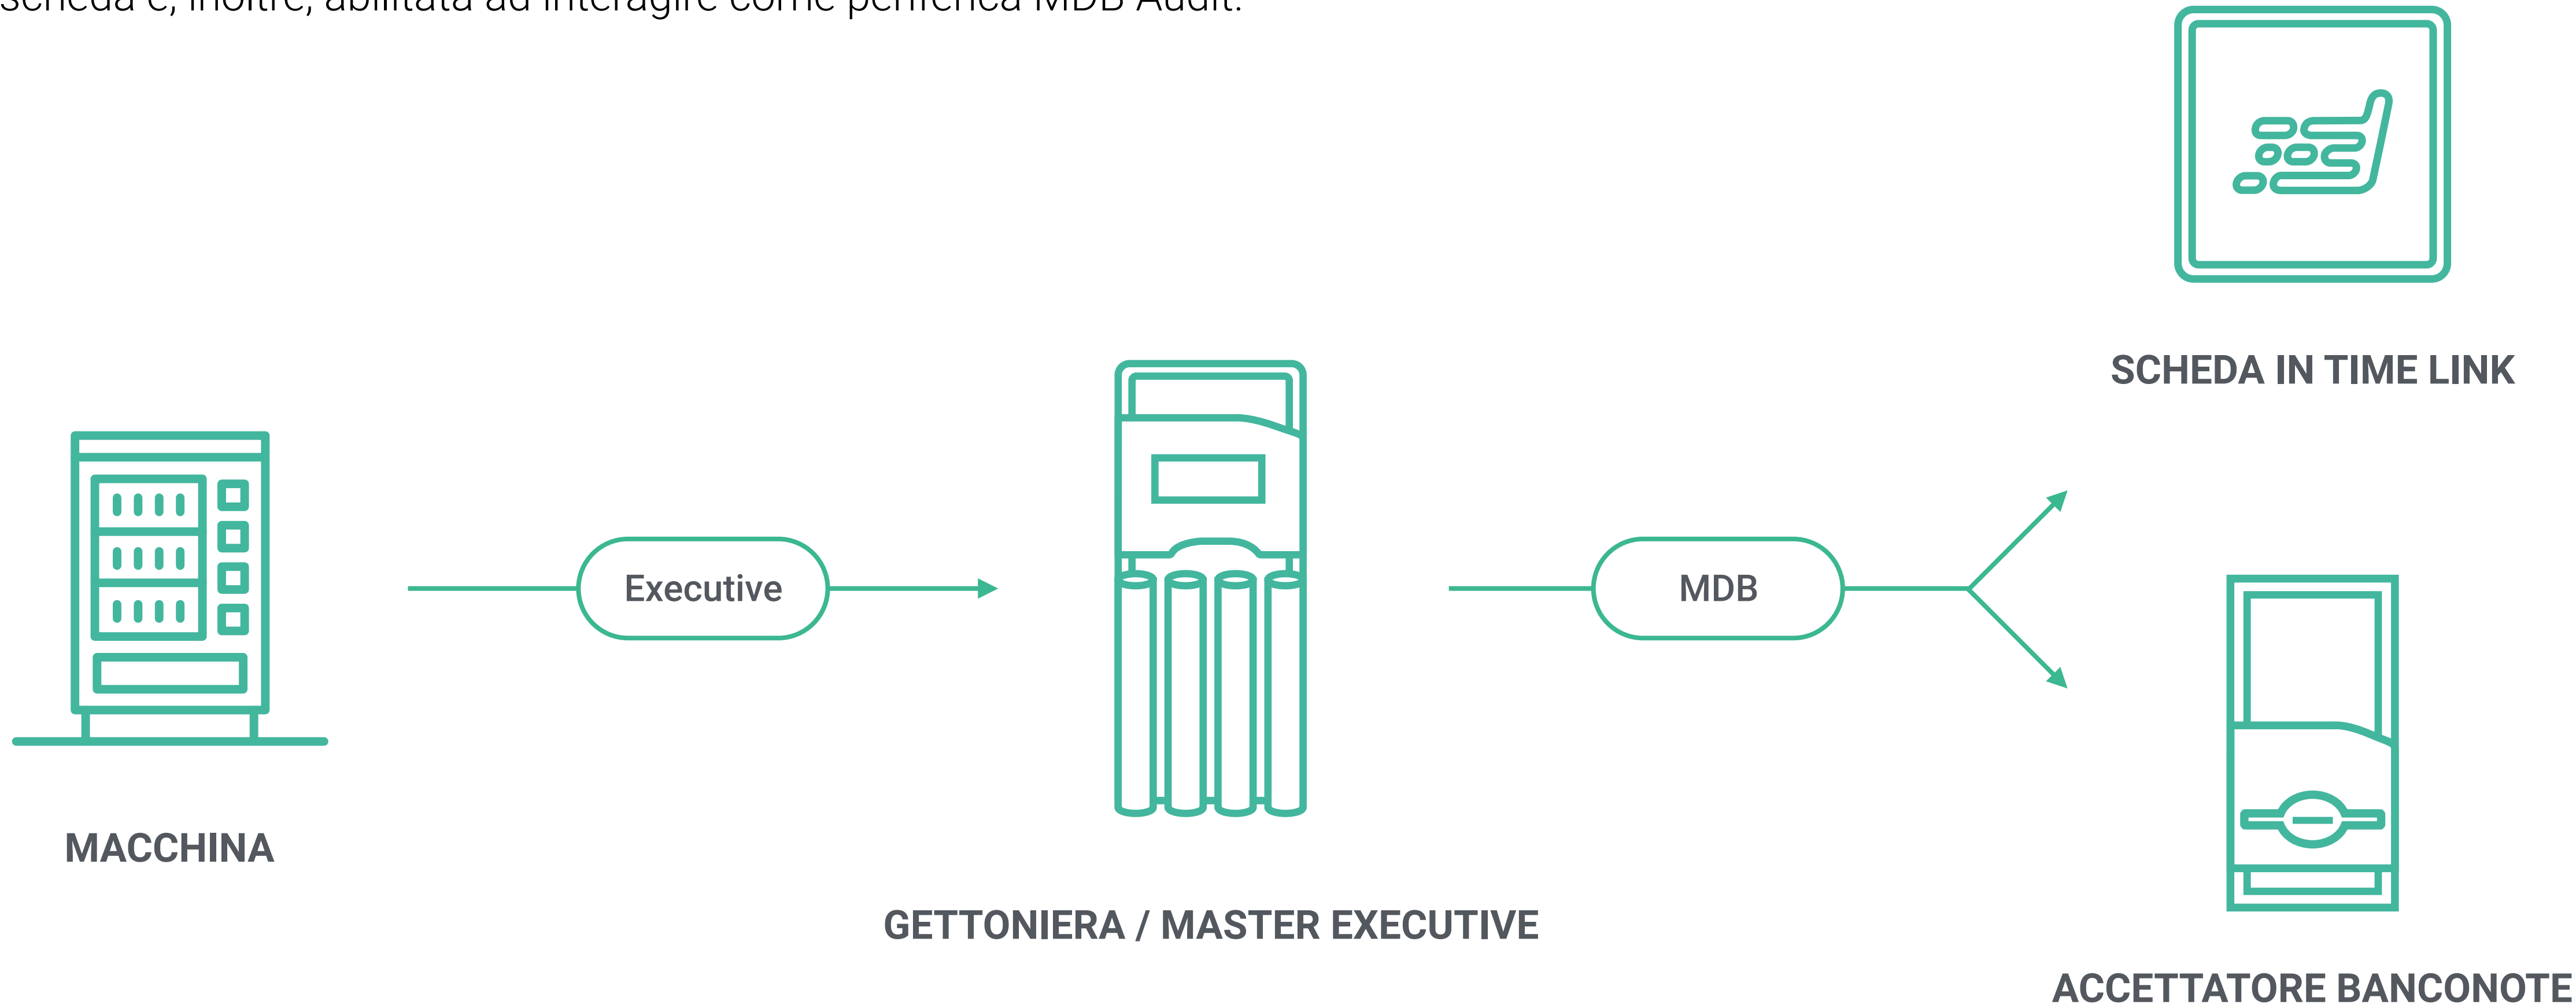 scheda è, inoltre, abilitata ad interagire come periferica MDB Audit.
SCHEDA IN TIME LINK
Executive
MDB
MACCHINA
GETTONIERA / MASTER EXECUTIVE
ACCETTATORE BANCONOTE